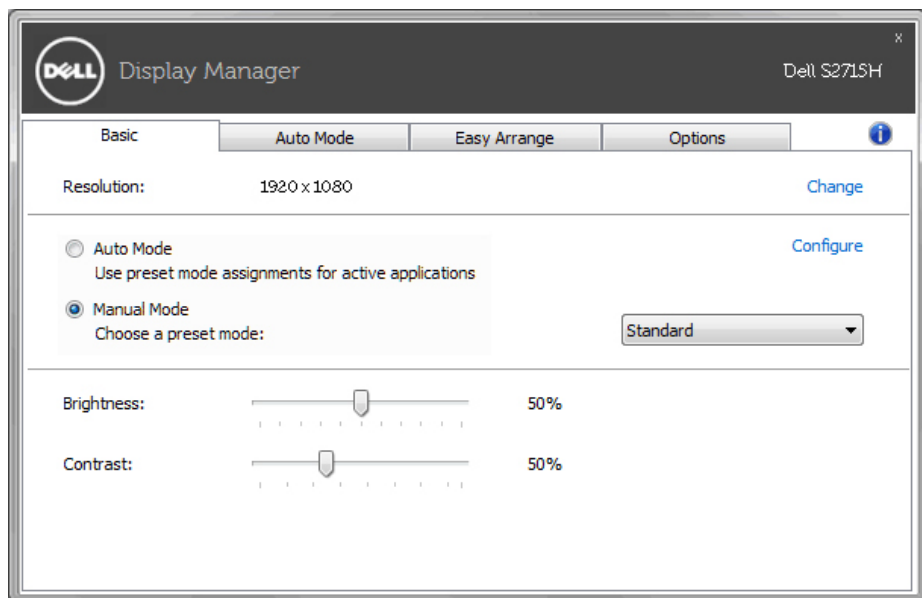 x
DELL Display Manager Dell S2715H
Basic Auto Mode Easy Arrange Options i
Resolution: 1920 x 1080 Change
Auto Mode Configure
Use preset mode assignments for active applications
Manual Mode
Choose a preset mode: Standard
Brightness: 50%
Contrast: 50%